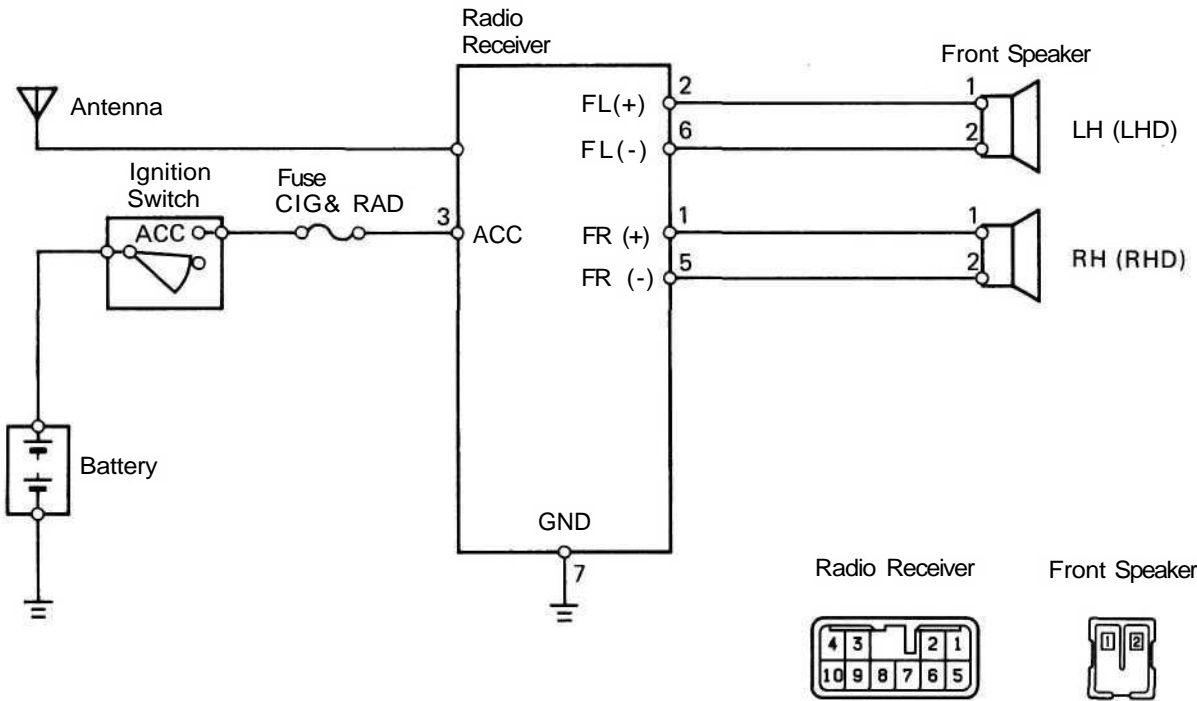 Radio
Receiver
Front Speaker
Antenna
FL(+)
2
1
FL(-)
6
2
LH (LHD)
Ignition
Switch
Fuse
CIG& RAD
ACC
3
ACC
FR (+)
1
1
FR (-)
5
2
RH (RHD)
Battery
GND
7
Radio Receiver
Front Speaker
4 3 2 1
10 9 8 7 6 5
1 2